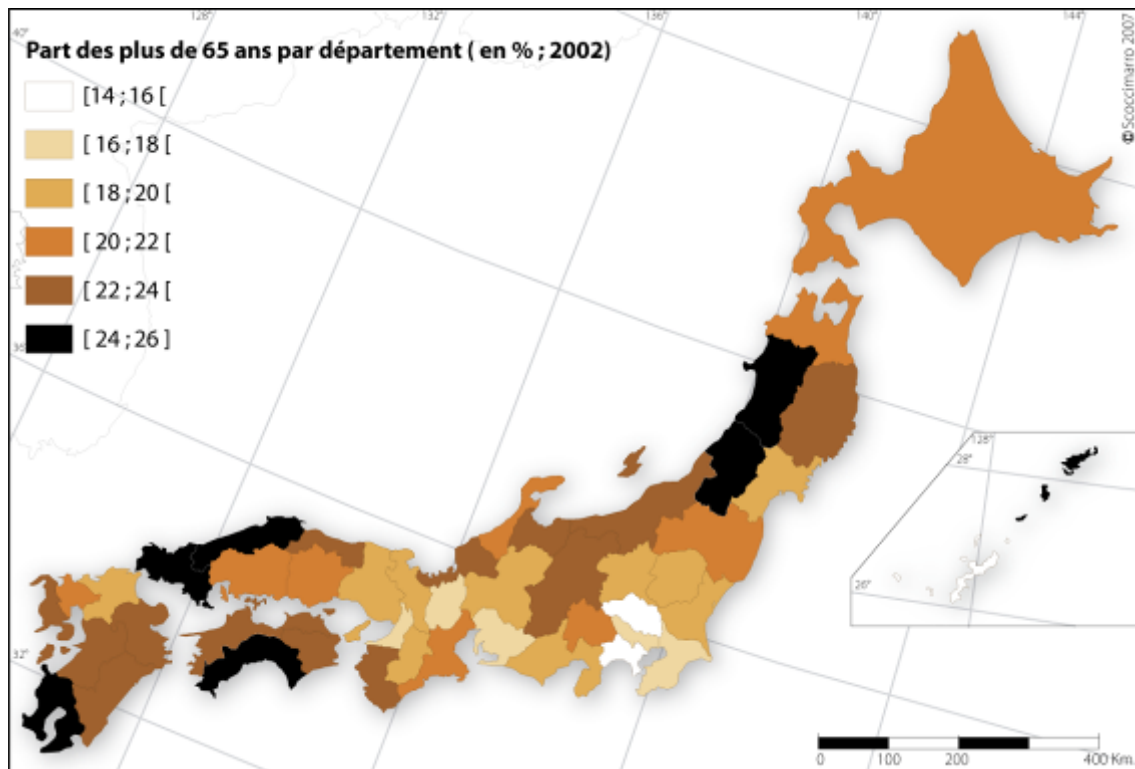 128°
132°
136°
140°
144°
40°
Part des plus de 65 ans par département ( en % ; 2002)
[14 ; 16 [
[ 16 ; 18 [
[ 18 ; 20 [
[ 20 ; 22 [
[ 22 ; 24 [
[ 24 ; 26 ]
© Scoccimarro 2007
36°
128°
28°
26°
32°
0 100 200 400 Km.